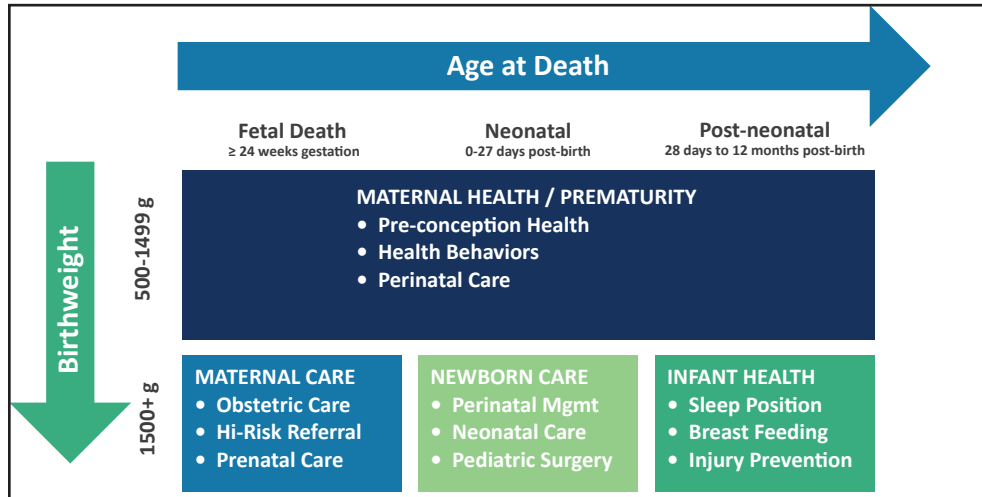 Age at Death
Fetal Death
≥ 24 weeks gestation
Neonatal
0-27 days post-birth
Post-neonatal
28 days to 12 months post-birth
Birthweight
500-1499 g
MATERNAL HEALTH / PREMATURITY
• Pre-conception Health
• Health Behaviors
• Perinatal Care
1500+ g
MATERNAL CARE
• Obstetric Care
• Hi-Risk Referral
• Prenatal Care
NEWBORN CARE
• Perinatal Mgmt
• Neonatal Care
• Pediatric Surgery
INFANT HEALTH
• Sleep Position
• Breast Feeding
• Injury Prevention